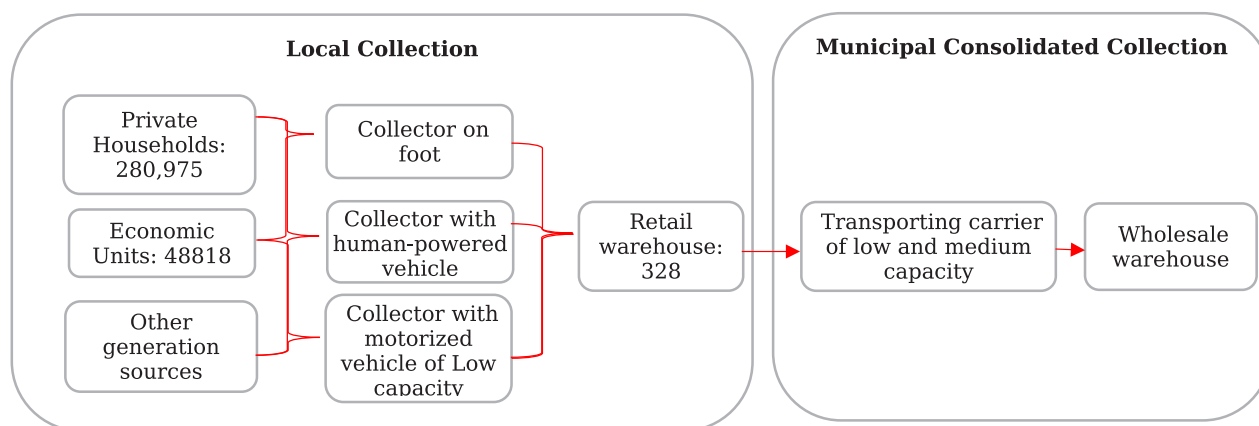 Local Collection
Private
Households:
280,975
Economic
Units: 48818
Other
generation
sources
Collector on
foot
Collector with
human-powered
vehicle
Collector with
motorized
vehicle of Low
capacity
Retail
warehouse:
328
Municipal Consolidated Collection
Transporting carrier
of low and medium
capacity
Wholesale
warehouse